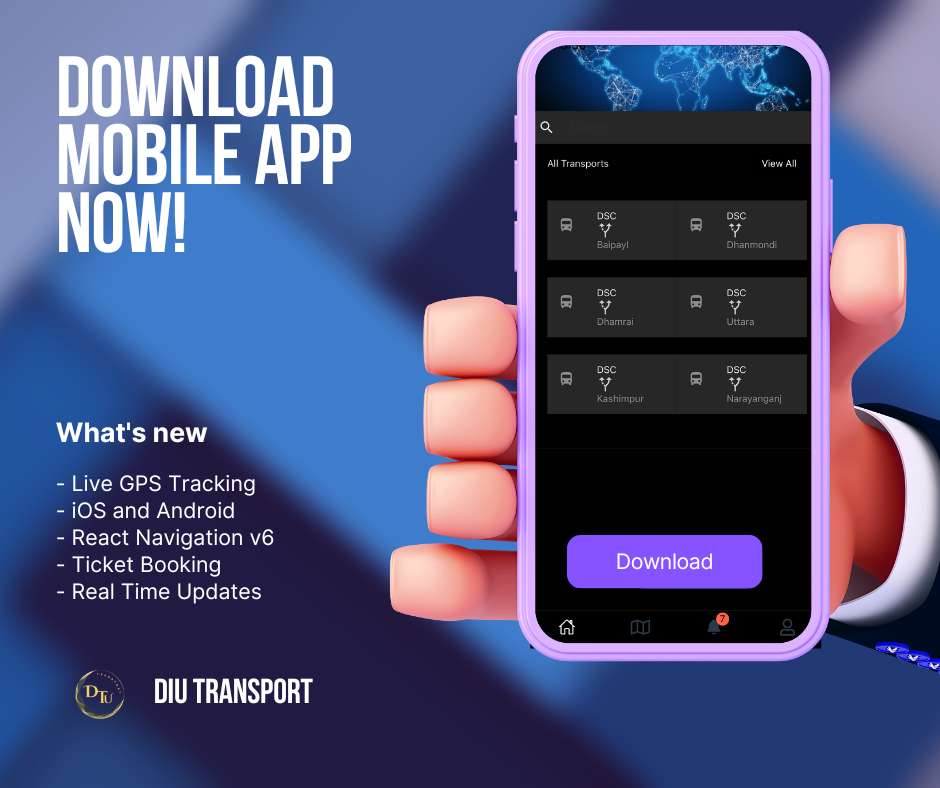 DOWNLOAD
MOBILE APP
NOW!
What's new
- Live GPS Tracking
- iOS and Android
- React Navigation v6
- Ticket Booking
- Real Time Updates
DTU
DIU TRANSPORT
Search
All Transports View All
DSC DSC
Baipayl Dhanmondi
DSC DSC
Dhamrai Uttara
DSC DSC
Kashimpur Narayanganj
Download
7